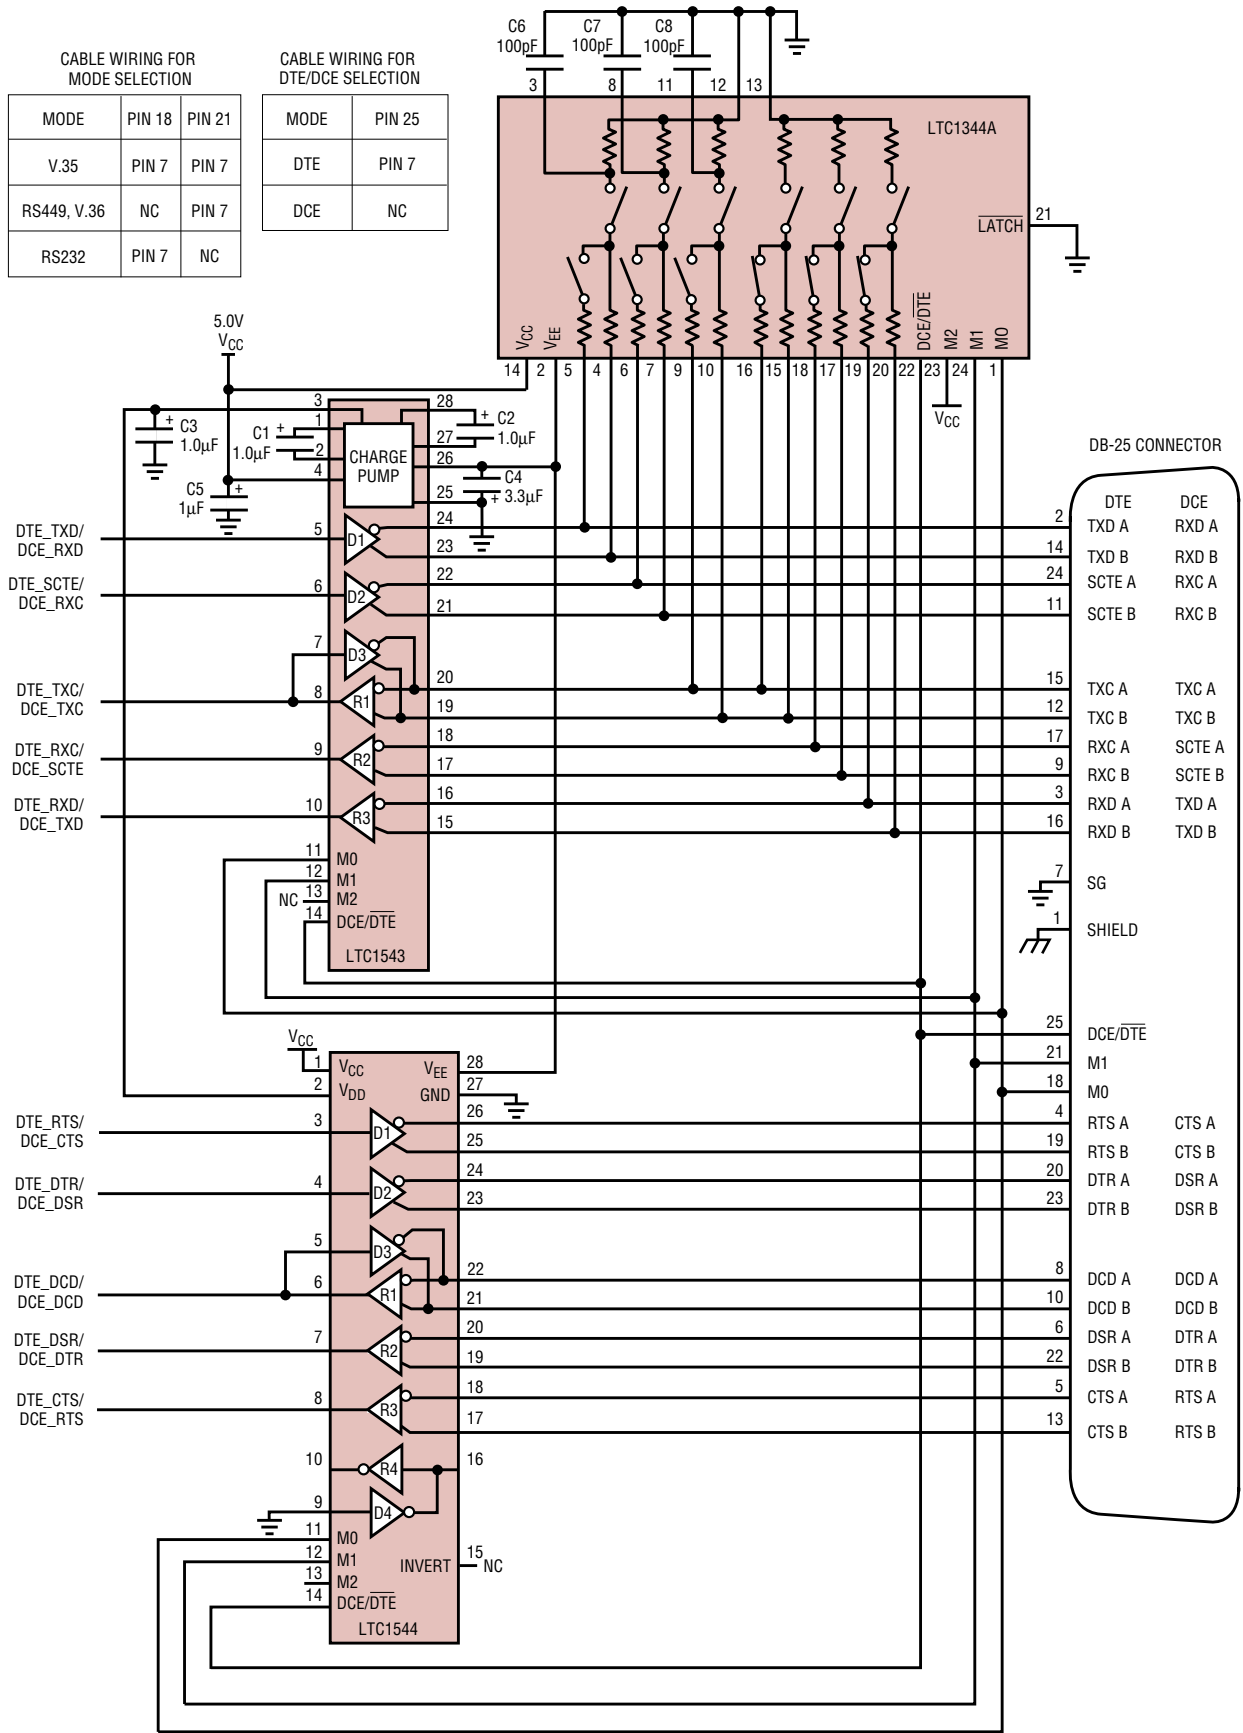 CABLE WIRING FOR
MODE SELECTION
MODE PIN 18 PIN 21
V.35 PIN 7 PIN 7
RS449, V.36 NC PIN 7
RS232 PIN 7 NC
CABLE WIRING FOR
DTE/DCE SELECTION
MODE PIN 25
DTE PIN 7
DCE NC
C6
100pF
C7
100pF
C8
100pF
3 8 11 12 13
LTC1344A
LATCH
21
VCC VEE DCE/DTE M2 M1 M0
14 2 5 4 6 7 9 10 16 15 18 17 19 20 22 23 24 1
VCC
5.0V
VCC
3
1
2
4
28
27
26
25
C3
1.0µF
C1
1.0µF
C2
1.0µF
C4
3.3µF
C5
1µF
+ + + + +
CHARGE
PUMP
DTE_TXD/
DCE_RXD
5 D1 24
23
DTE_SCTE/
DCE_RXC
6 D2 22
21
7 D3
DTE_TXC/
DCE_TXC
8 R1 20
19
DTE_RXC/
DCE_SCTE
9 R2 18
17
DTE_RXD/
DCE_TXD
10 R3 16
15
11 M0
12 M1
NC 13 M2
14 DCE/DTE
LTC1543
DB-25 CONNECTOR
DTE DCE
2 TXD A RXD A
14 TXD B RXD B
24 SCTE A RXC A
11 SCTE B RXC B
15 TXC A TXC A
12 TXC B TXC B
17 RXC A SCTE A
9 RXC B SCTE B
3 RXD A TXD A
16 RXD B TXD B
7 SG
1 SHIELD
25 DCE/DTE
21 M1
18 M0
4 RTS A CTS A
19 RTS B CTS B
20 DTR A DSR A
23 DTR B DSR B
8 DCD A DCD A
10 DCD B DCD B
6 DSR A DTR A
22 DSR B DTR B
5 CTS A RTS A
13 CTS B RTS B
VCC
1 VCC VEE 28
2 VDD GND 27
DTE_RTS/
DCE_CTS
3 D1 26
25
DTE_DTR/
DCE_DSR
4 D2 24
23
5 D3
DTE_DCD/
DCE_DCD
6 R1 22
21
DTE_DSR/
DCE_DTR
7 R2 20
19
DTE_CTS/
DCE_RTS
8 R3 18
17
10 R4 16
9 D4
11 M0
12 M1
13 M2
14 DCE/DTE
INVERT 15 NC
LTC1544